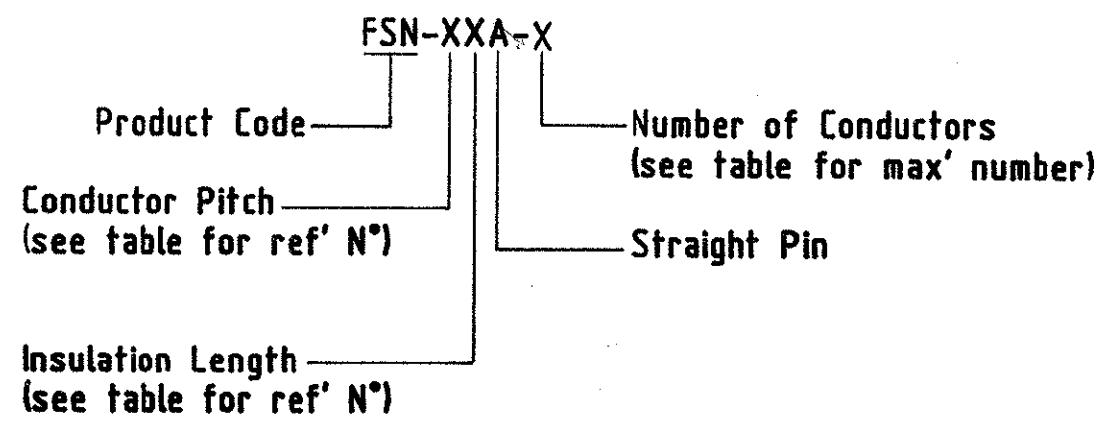 FSN-XXA-X
Product Code
Number of Conductors
(see table for max' number)
Conductor Pitch
(see table for ref' N°)
Straight Pin
Insulation Length
(see table for ref' N°)